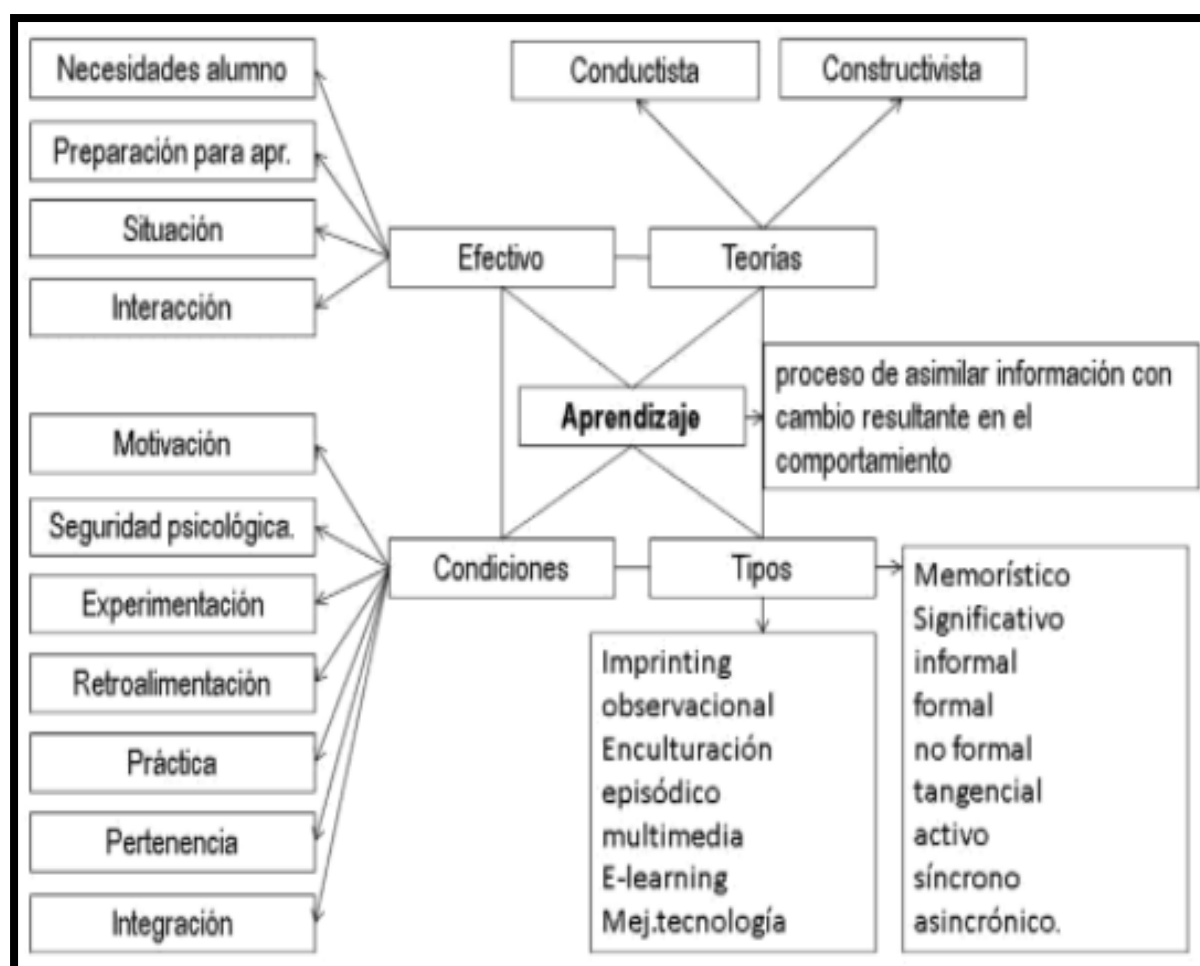 Necesidades alumno
Preparación para apr.
Situación
Interacción
Conductista
Constructivista
Efectivo
Teorías
Aprendizaje
proceso de asimilar información con
cambio resultante en el
comportamiento
Motivación
Seguridad psicológica.
Experimentación
Retroalimentación
Práctica
Pertenencia
Integración
Condiciones
Tipos
Imprinting
observacional
Enculturación
episódico
multimedia
E-learning
Mej.tecnología
Memorístico
Significativo
informal
formal
no formal
tangencial
activo
síncrono
asincrónico.